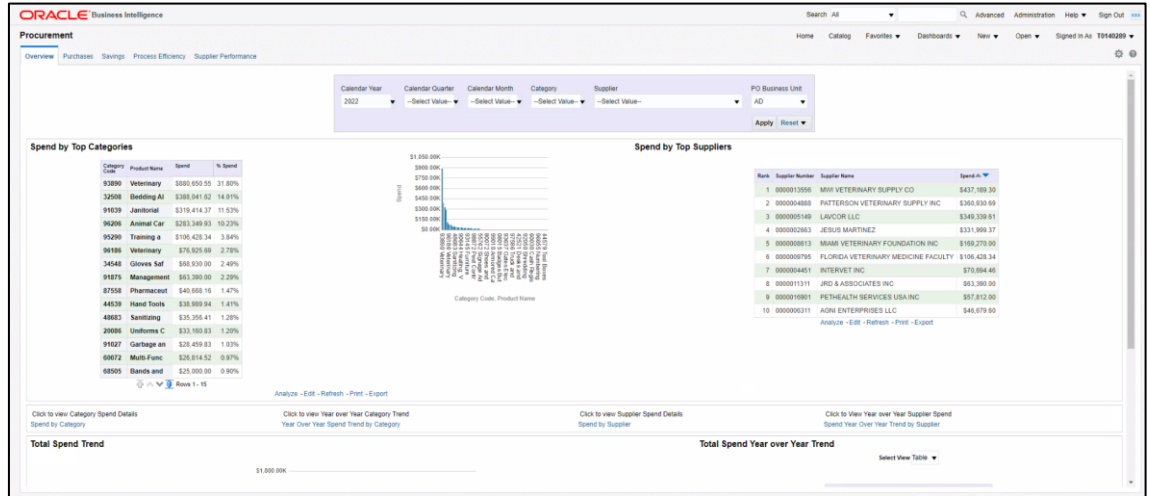 ORACLE Business Intelligence
Search All Advanced Administration Help Sign Out
Procurement
Home Catalog Favorites Dashboards New Open Signed In As T0140209
Overview Purchases Savings Process Efficiency Supplier Performance
Calendar Year Calendar Quarter Calendar Month Category Supplier PO Business Unit
2022 --Select Value-- --Select Value-- --Select Value-- --Select Value-- AD
Apply Reset
Spend by Top Categories
Category Code Product Name Spend % Spend
93890 Veterinary $880,650.55 31.80%
32508 Bedding Al 14.01%
91039 Janitorial $319,414.37 11.53%
96206 Animal Car $283,349.93 10.23%
95290 Training a $106,428.34 3.84%
96186 Veterinary $76,925.69 2.78%
34548 Gloves Saf $68,930.00 2.49%
91875 Management $63,390.00 2.29%
87558 Pharmaceut $40,668.16 1.47%
44539 Hand Tools $38,989.94 1.41%
48683 Sanitizing $35,356.41 1.28%
20086 Uniforms C $33,160.83 1.20%
91027 Garbage an $28,459.83 1.03%
60072 Multi-Func $26,814.52 0.97%
68505 Bands and $25,000.00 0.90%
Rows 1 - 15
Spend
$1,050.00K
$900.00K
$750.00K
$600.00K
$450.00K
$300.00K
$150.00K
$0.00K
Category Code, Product Name
Analyze - Edit - Refresh - Print - Export
Spend by Top Suppliers
Rank Supplier Number Supplier Name Spend
1 0000013556 MWI VETERINARY SUPPLY CO $437,189.30
2 0000004888 PATTERSON VETERINARY SUPPLY INC $360,930.69
3 0000005149 LAVCOR LLC $349,339.61
4 0000002863 JESUS MARTINEZ $331,999.37
5 0000008613 MIAMI VETERINARY FOUNDATION INC $169,270.00
6 0000008795 FLORIDA VETERINARY MEDICINE FACULTY $106,428.34
7 0000004451 INTERVET INC $70,694.46
8 0000011311 JRD & ASSOCIATES INC $63,390.00
9 0000016901 PETHEALTH SERVICES USA INC $57,812.00
10 0000006311 AGNI ENTERPRISES LLC $46,679.60
Analyze - Edit - Refresh - Print - Export
Click to view Category Spend Details Click to view Year over Year Category Trend Click to view Supplier Spend Details Click to View Year over Year Supplier Spend
Spend by Category Year Over Year Spend Trend by Category Spend by Supplier Spend Year Over Year Trend by Supplier
Total Spend Trend Total Spend Year over Year Trend
Select View Table
$1,800.00K